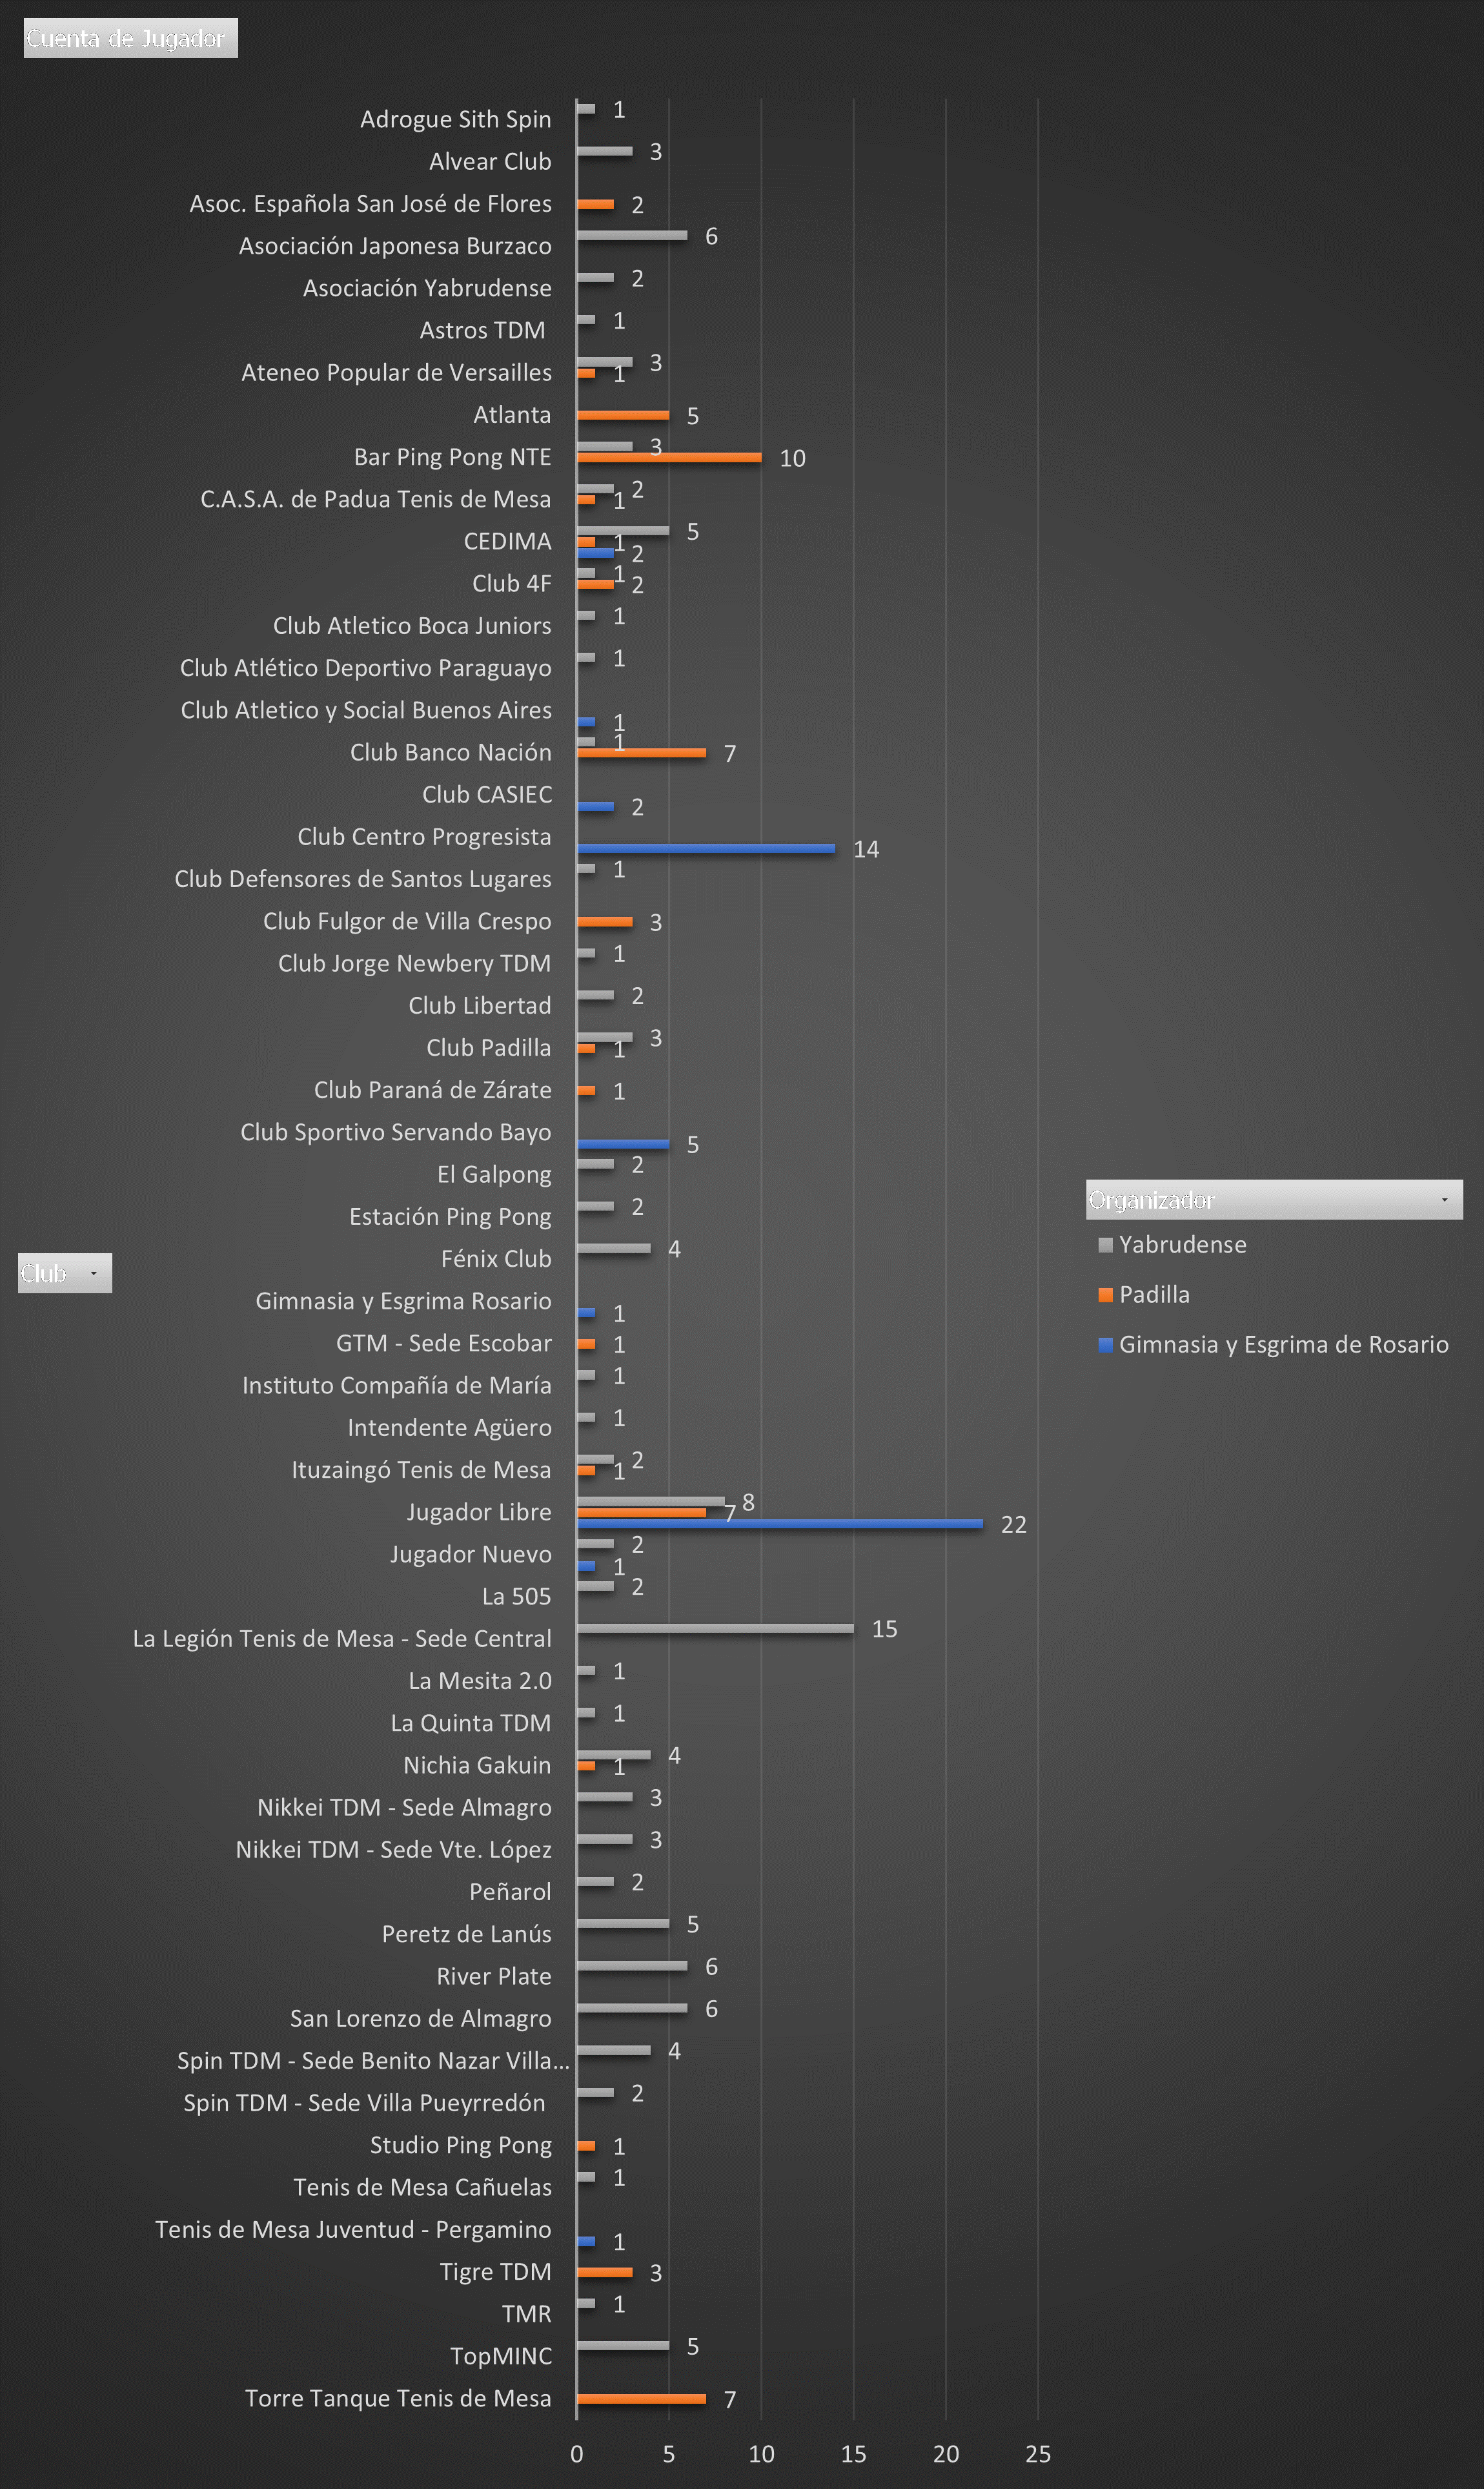 Cuenta de Jugador
Adrogue Sith Spin 1
Alvear Club 3
Asoc. Española San José de Flores 2
Asociación Japonesa Burzaco 6
Asociación Yabrudense 2
Astros TDM 1
Ateneo Popular de Versailles 3 1
Atlanta 5
Bar Ping Pong NTE 3 10
C.A.S.A. de Padua Tenis de Mesa 2 1
CEDIMA 5 1 2
Club 4F 1 2
Club Atletico Boca Juniors 1
Club Atlético Deportivo Paraguayo 1
Club Atletico y Social Buenos Aires 1
Club Banco Nación 1 7
Club CASIEC 2
Club Centro Progresista 14
Club Defensores de Santos Lugares 1
Club Fulgor de Villa Crespo 3
Club Jorge Newbery TDM 1
Club Libertad 2
Club Padilla 3 1
Club Paraná de Zárate 1
Club Sportivo Servando Bayo 5
El Galpong 2
Estación Ping Pong 2
Fénix Club 4
Gimnasia y Esgrima Rosario 1
GTM - Sede Escobar 1
Instituto Compañía de María 1
Intendente Agüero 1
Ituzaingó Tenis de Mesa 2 1
Jugador Libre 8 7 22
Jugador Nuevo 2 1
La 505 2
La Legión Tenis de Mesa - Sede Central 15
La Mesita 2.0 1
La Quinta TDM 1
Nichia Gakuin 4 1
Nikkei TDM - Sede Almagro 3
Nikkei TDM - Sede Vte. López 3
Peñarol 2
Peretz de Lanús 5
River Plate 6
San Lorenzo de Almagro 6
Spin TDM - Sede Benito Nazar Villa... 4
Spin TDM - Sede Villa Pueyrredón 2
Studio Ping Pong 1
Tenis de Mesa Cañuelas 1
Tenis de Mesa Juventud - Pergamino 1
Tigre TDM 3
TMR 1
TopMINC 5
Torre Tanque Tenis de Mesa 7
0 5 10 15 20 25
Club
Organizador
Yabrudense
Padilla
Gimnasia y Esgrima de Rosario